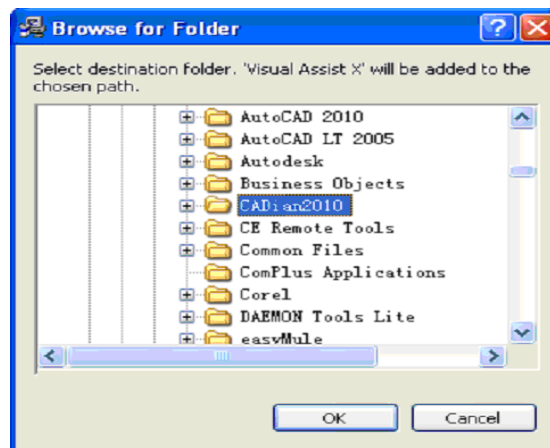 Browse for Folder
Select destination folder. 'Visual Assist X' will be added to the
chosen path.
AutoCAD 2010
AutoCAD LT 2005
Autodesk
Business Objects
CADian2010
CE Remote Tools
Common Files
ComPlus Applications
Corel
DAEMON Tools Lite
easyMule
OK Cancel